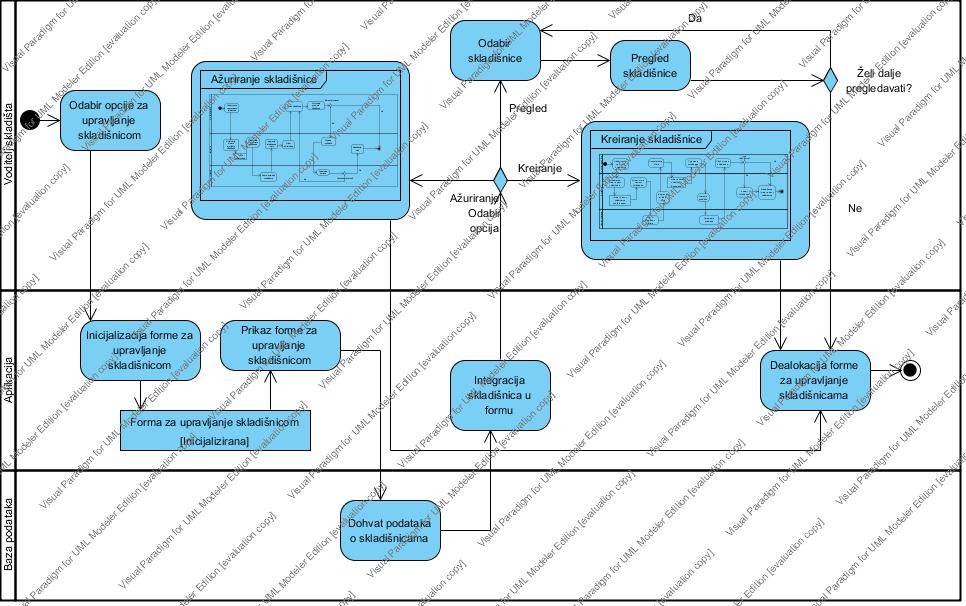 Voditelj skladišta
Odabir opcije za
upravljanje
skladišnicom
Ažuriranje skladišnice
Odabir
skladišnice
Pregled
skladišnice
Da
Želi dalje
pregledavati?
Pregled
Kreiranje
Kreiranje skladišnice
Ažuriranje
Odabir
opcija
Ne
Aplikacija
Inicijalizacija forme za
upravljanje
skladišnicom
Prikaz forme za
upravljanje
skladišnicom
Forma za upravljanje skladišnicom
[Inicijalizirana]
Integracija
skladišnica u
formu
Dealokacija forme
za upravljanje
skladišnicama
Baza podataka
Dohvat podataka
o skladišnicama
Visual Paradigm for UML Modeler Edition [evaluation copy]